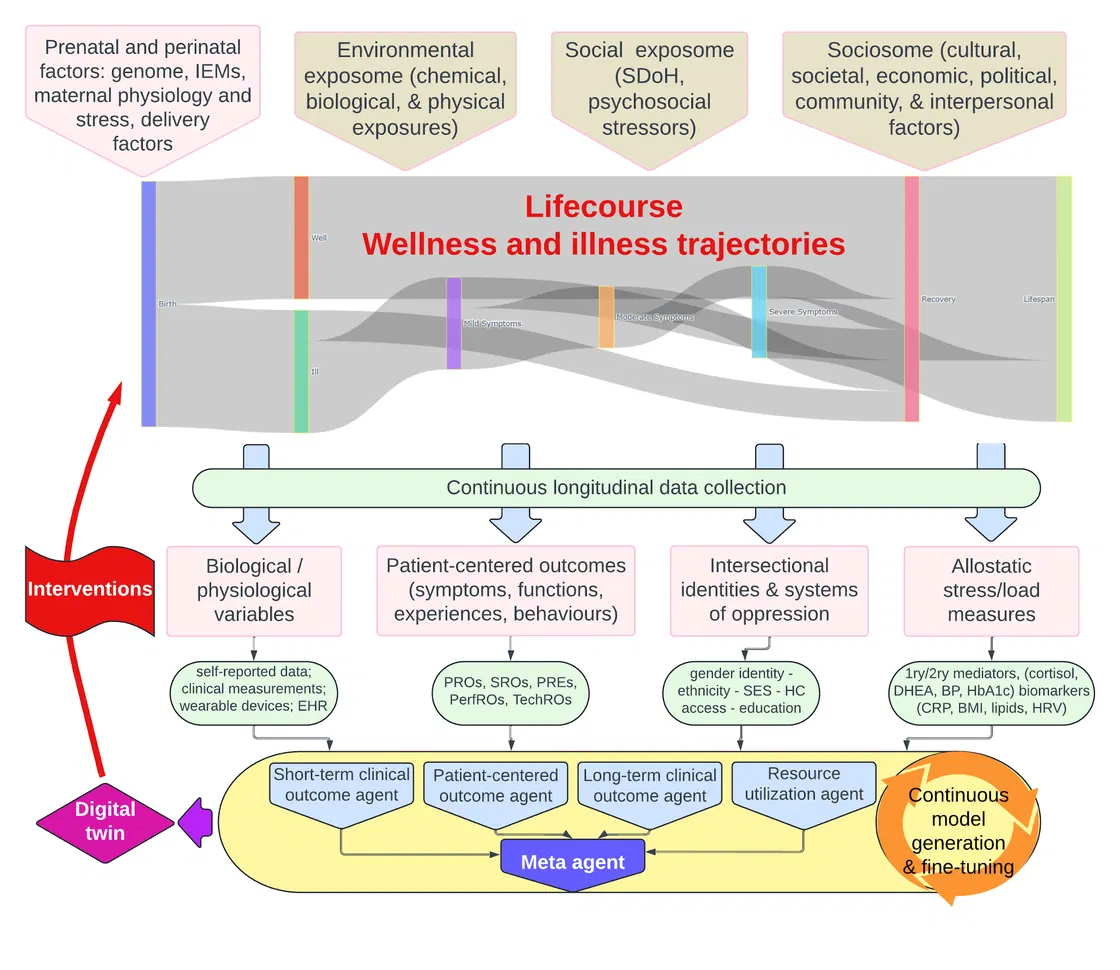 Prenatal and perinatal
factors: genome, IEMs,
maternal physiology and
stress, delivery
factors
Environmental
exposome (chemical,
biological, & physical
exposures)
Social  exposome
(SDoH,
psychosocial
stressors)
Sociosome (cultural,
societal, economic, political,
community, & interpersonal
factors)
Lifecourse
Wellness and illness trajectories
Well
Birth
Mild Symptoms
Moderate Symptoms
Severe Symptoms
Recovery
Lifespan
Ill
Continuous longitudinal data collection
Interventions
Biological /
physiological
variables
Patient-centered outcomes
(symptoms, functions,
experiences, behaviours)
Intersectional
identities & systems
of oppression
Allostatic
stress/load
measures
self-reported data;
clinical measurements;
wearable devices; EHR
PROs, SROs, PREs,
PerfROs, TechROs
gender identity -
ethnicity - SES - HC
access - education
1ry/2ry mediators, (cortisol,
DHEA, BP, HbA1c) biomarkers
(CRP, BMI, lipids, HRV)
Short-term clinical
outcome agent
Patient-centered
outcome agent
Long-term clinical
outcome agent
Resource
utilization agent
Continuous
model
generation
& fine-tuning
Digital
twin
Meta agent